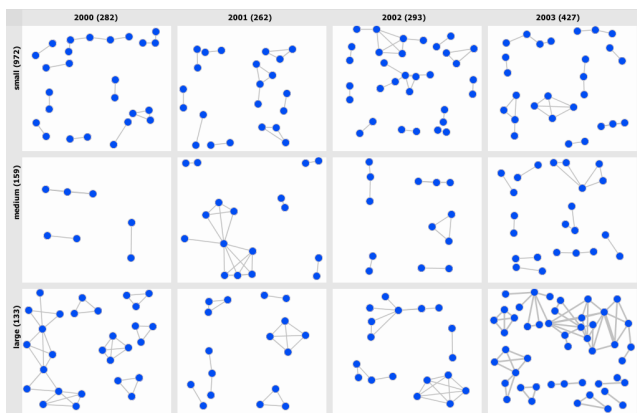 2000 (282) 2001 (262) 2002 (293) 2003 (427)
small (972)
medium (159)
large (133)